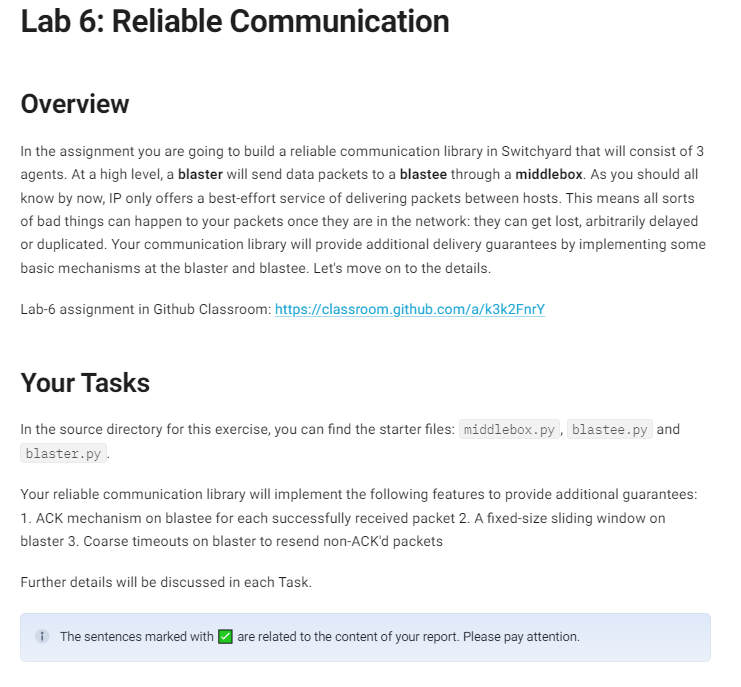 Lab 6: Reliable Communication
Overview
In the assignment you are going to build a reliable communication library in Switchyard that will consist of 3
agents. At a high level, a blaster will send data packets to a blastee through a middlebox. As you should all
know by now, IP only offers a best-effort service of delivering packets between hosts. This means all sorts
of bad things can happen to your packets once they are in the network: they can get lost, arbitrarily delayed
or duplicated. Your communication library will provide additional delivery guarantees by implementing some
basic mechanisms at the blaster and blastee. Let's move on to the details.
Lab-6 assignment in Github Classroom: https://classroom.github.com/a/k3k2FnrY
Your Tasks
In the source directory for this exercise, you can find the starter files: middlebox.py, blastee.py and
blaster.py.
Your reliable communication library will implement the following features to provide additional guarantees:
1. ACK mechanism on blastee for each successfully received packet 2. A fixed-size sliding window on
blaster 3. Coarse timeouts on blaster to resend non-ACK'd packets
Further details will be discussed in each Task.
The sentences marked with ✅ are related to the content of your report. Please pay attention.